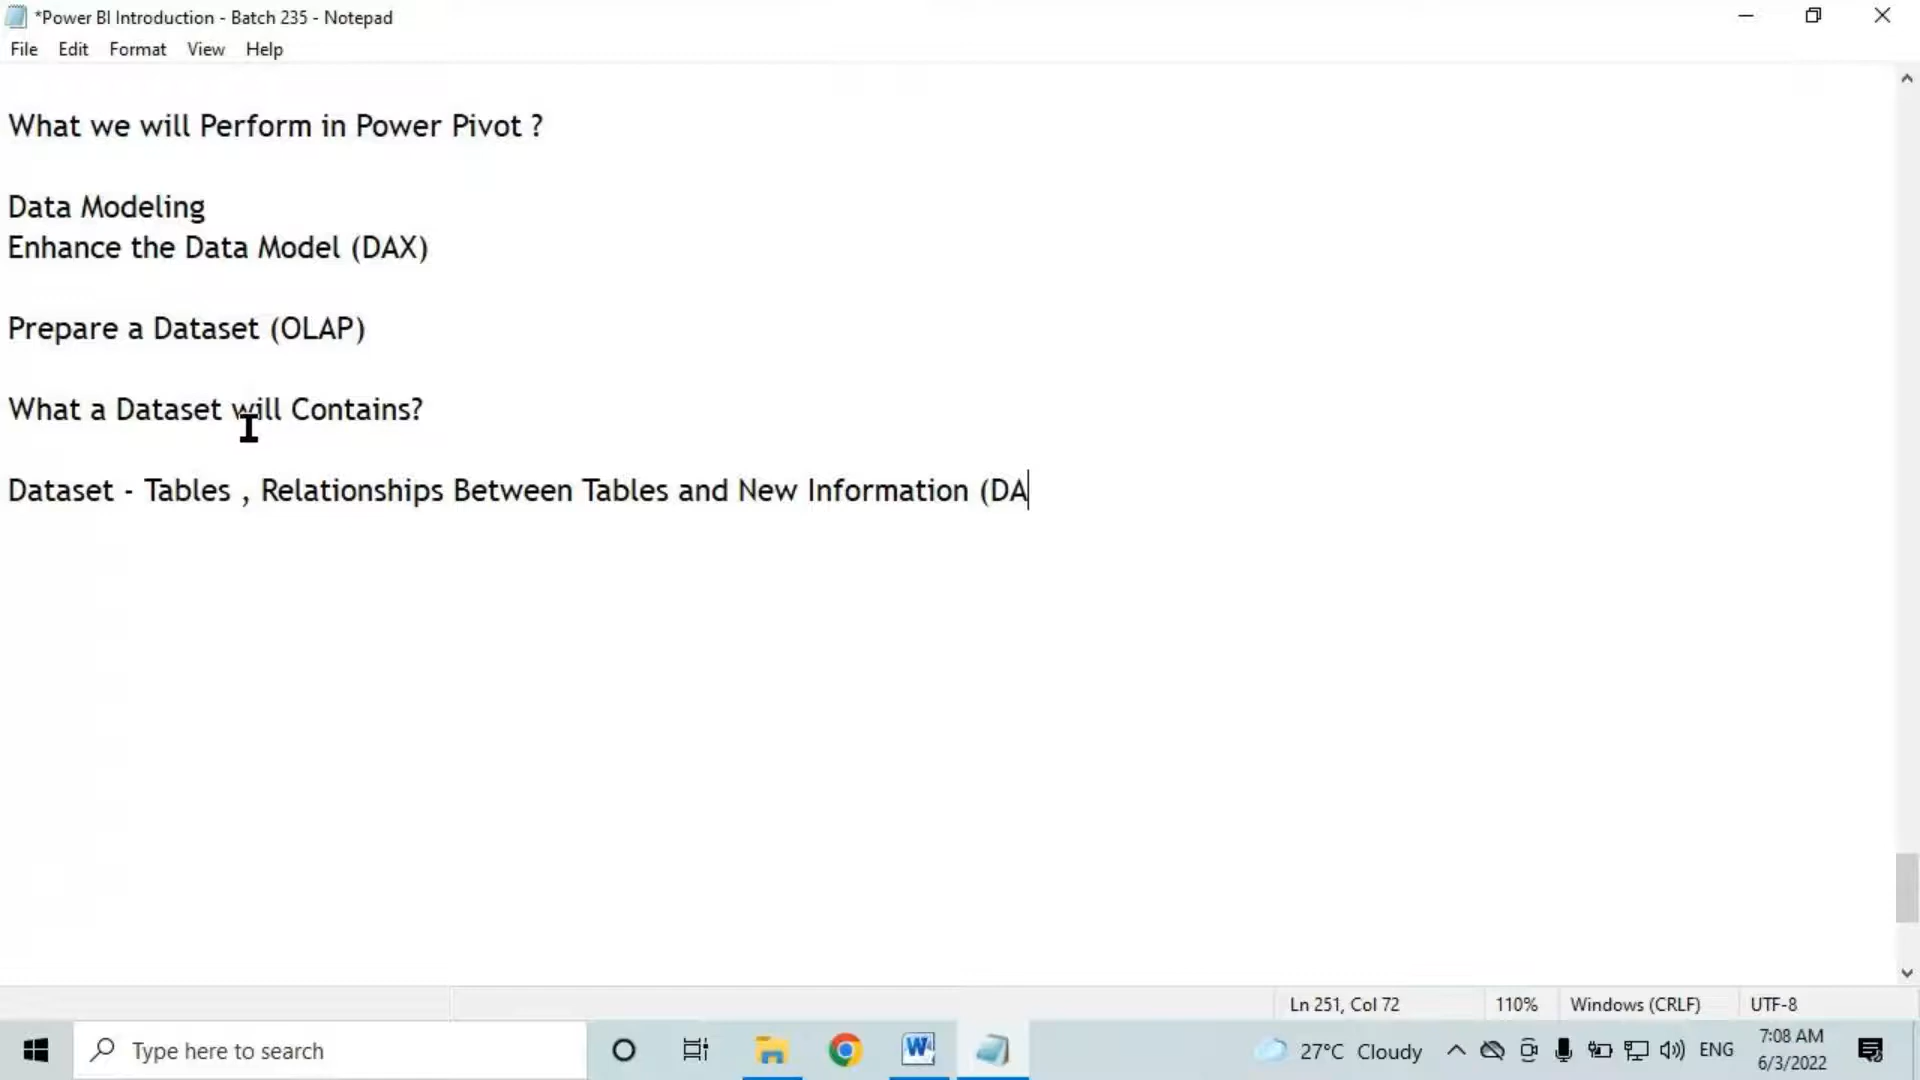 *Power BI Introduction - Batch 235 - Notepad
File Edit Format View Help
What we will Perform in Power Pivot ?
Data Modeling
Enhance the Data Model (DAX)
Prepare a Dataset (OLAP)
What a Dataset will Contains?
Dataset - Tables , Relationships Between Tables and New Information (DA
Ln 251, Col 72 110% Windows (CRLF) UTF-8
Type here to search
27°C Cloudy
ENG
7:08 AM
6/3/2022